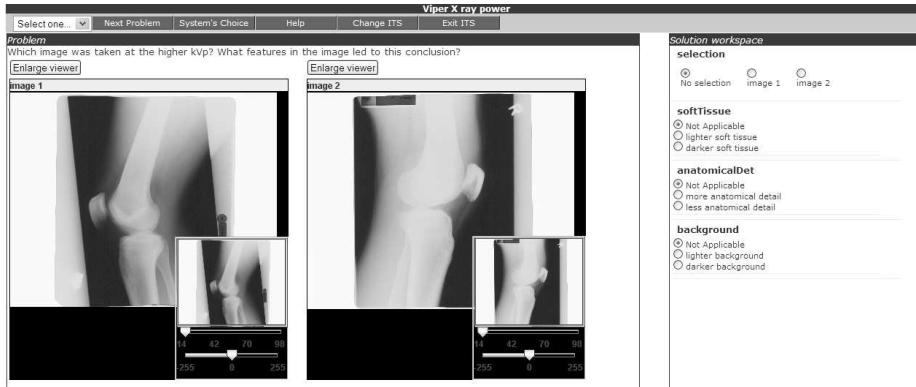 Viper X ray power
Select one... Next Problem System's Choice Help Change ITS Exit ITS
Problem
Which image was taken at the higher kVp? What features in the image led to this conclusion?
Enlarge viewer
image 1
14 42 70 98
-255 0 255
Enlarge viewer
image 2
14 42 70 98
-255 0 255
Solution workspace
selection
No selection image 1 image 2
softTissue
Not Applicable
lighter soft tissue
darker soft tissue
anatomicalDet
Not Applicable
more anatomical detail
less anatomical detail
background
Not Applicable
lighter background
darker background